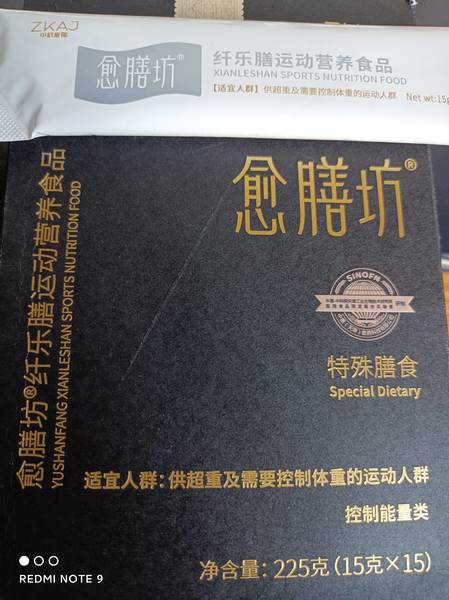 ZKAJ
愈膳坊
纤乐膳运动营养食品
XIANLESHAN SPORTS NUTRITION FOOD
【适宜人群】供超重及需要控制体重的运动人群 Net wt:15g
愈膳坊®
愈膳坊®纤乐膳运动营养食品
YUSHANFANG XIANLESHAN SPORTS NUTRITION FOOD
SINOFN
特殊膳食
Special Dietary
适宜人群：供超重及需要控制体重的运动人群
控制能量类
净含量：225克（15克×15）
REDMI NOTE 9